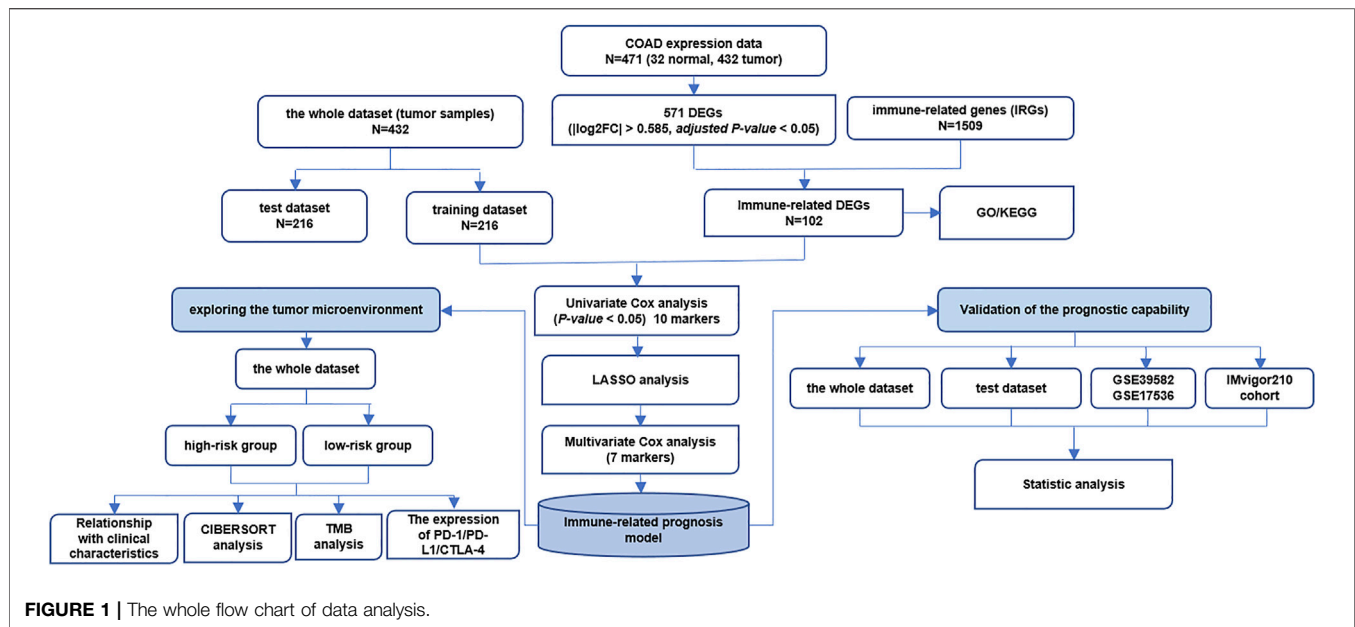 COAD expression data
N=471 (32 normal, 432 tumor)
the whole dataset (tumor samples)
N=432
571 DEGs
(|log2FC| > 0.585, adjusted P-value < 0.05)
immune-related genes (IRGs)
N=1509
test dataset
N=216
training dataset
N=216
Immune-related DEGs
N=102
GO/KEGG
exploring the tumor microenvironment
Univariate Cox analysis
(P-value < 0.05) 10 markers
Validation of the prognostic capability
the whole dataset
LASSO analysis
the whole dataset
test dataset
GSE39582
GSE17536
IMvigor210
cohort
high-risk group
low-risk group
Multivariate Cox analysis
(7 markers)
Statistic analysis
Relationship
with clinical
characteristics
CIBERSORT
analysis
TMB
analysis
The expression
of PD-1/PD-
L1/CTLA-4
Immune-related prognosis
model
FIGURE 1 | The whole flow chart of data analysis.